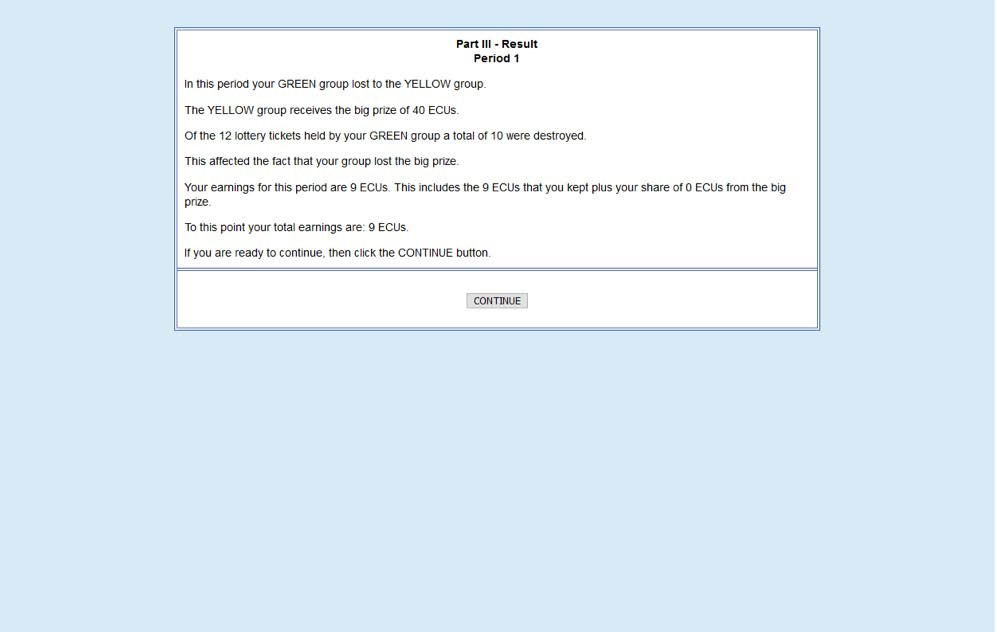 Part III - Result
Period 1
In this period your GREEN group lost to the YELLOW group.
The YELLOW group receives the big prize of 40 ECUs.
Of the 12 lottery tickets held by your GREEN group a total of 10 were destroyed.
This affected the fact that your group lost the big prize.
Your earnings for this period are 9 ECUs. This includes the 9 ECUs that you kept plus your share of 0 ECUs from the big
prize.
To this point your total earnings are: 9 ECUs.
If you are ready to continue, then click the CONTINUE button.
CONTINUE